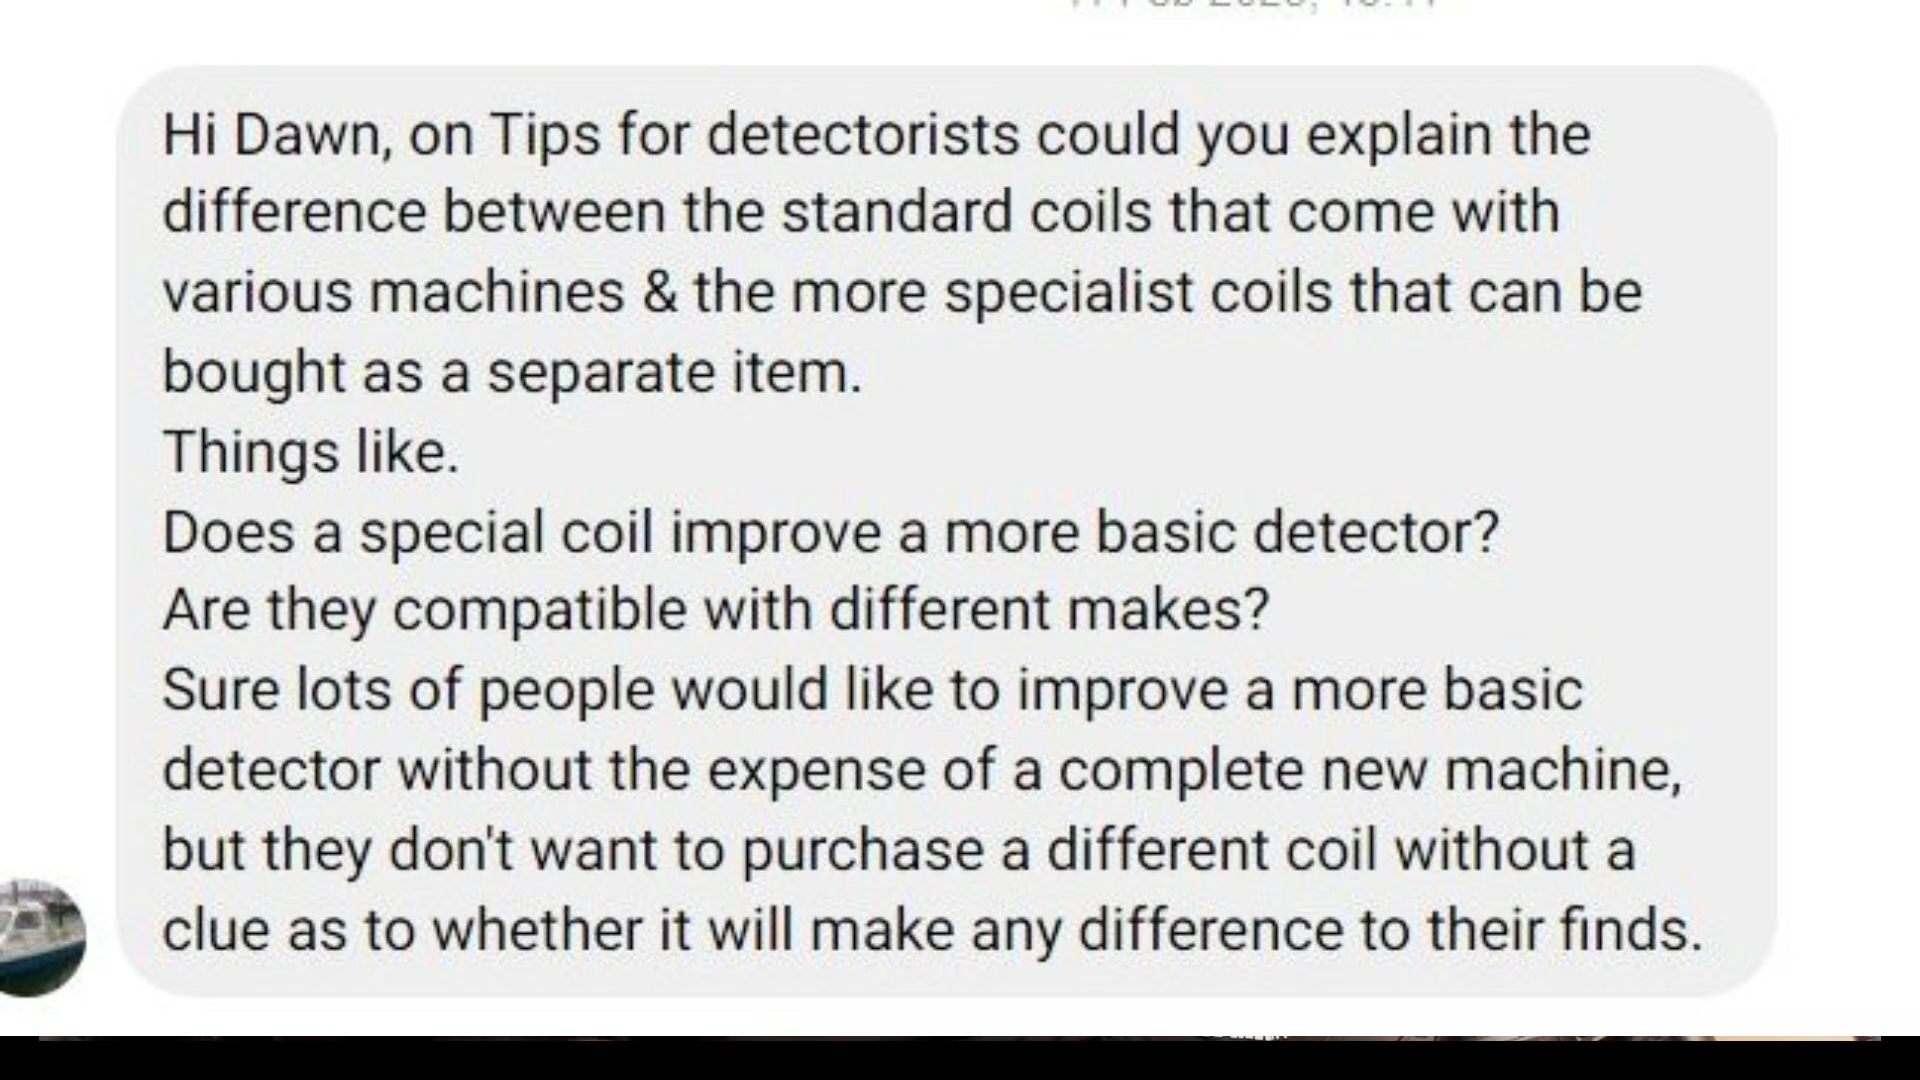 Hi Dawn, on Tips for detectorists could you explain the
difference between the standard coils that come with
various machines & the more specialist coils that can be
bought as a separate item.
Things like.
Does a special coil improve a more basic detector?
Are they compatible with different makes?
Sure lots of people would like to improve a more basic
detector without the expense of a complete new machine,
but they don't want to purchase a different coil without a
clue as to whether it will make any difference to their finds.